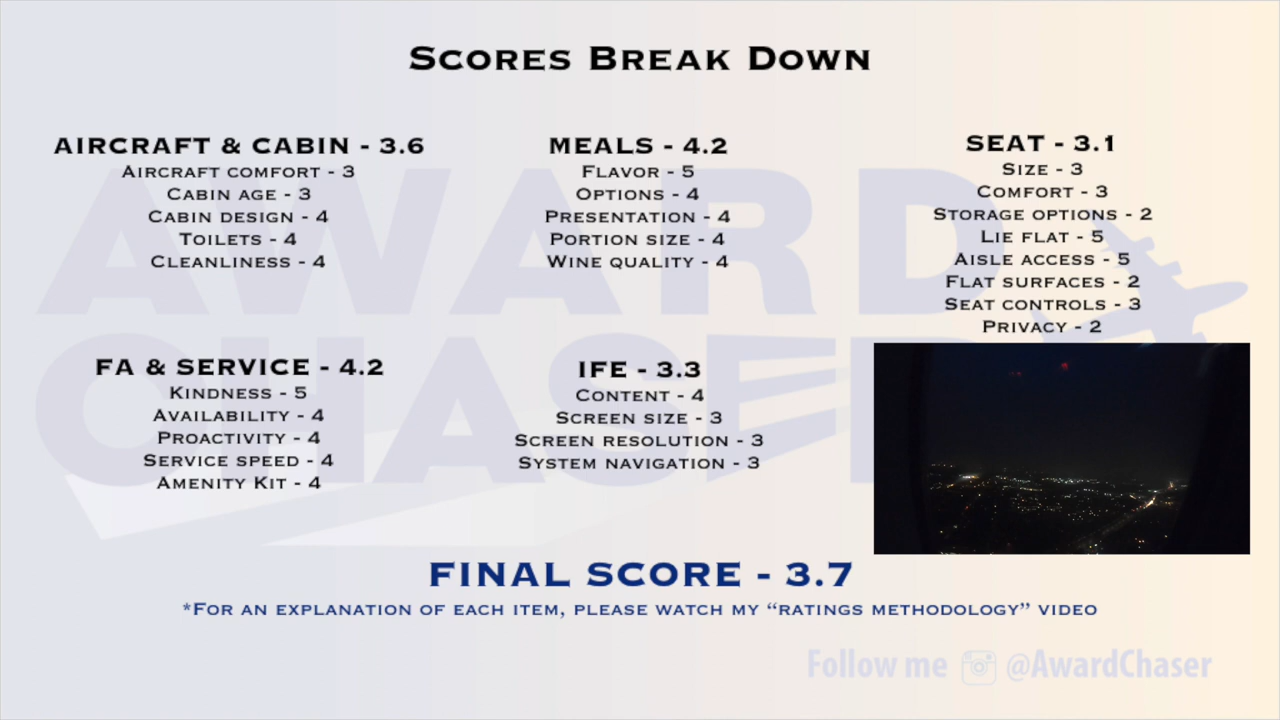 Scores Break Down
AIRCRAFT & CABIN - 3.6
Aircraft comfort - 3
Cabin age - 3
Cabin design - 4
Toilets - 4
Cleanliness - 4
MEALS - 4.2
Flavor - 5
Options - 4
Presentation - 4
Portion size - 4
Wine quality - 4
SEAT - 3.1
Size - 3
Comfort - 3
Storage options - 2
Lie flat - 5
Aisle access - 5
Flat surfaces - 2
Seat controls - 3
Privacy - 2
FA & SERVICE - 4.2
Kindness - 5
Availability - 4
Proactivity - 4
Service speed - 4
Amenity Kit - 4
IFE - 3.3
Content - 4
Screen size - 3
Screen resolution - 3
System navigation - 3
AWARD
CHASER
FINAL SCORE - 3.7
*For an explanation of each item, please watch my “ratings methodology” video
Follow me @AwardChaser